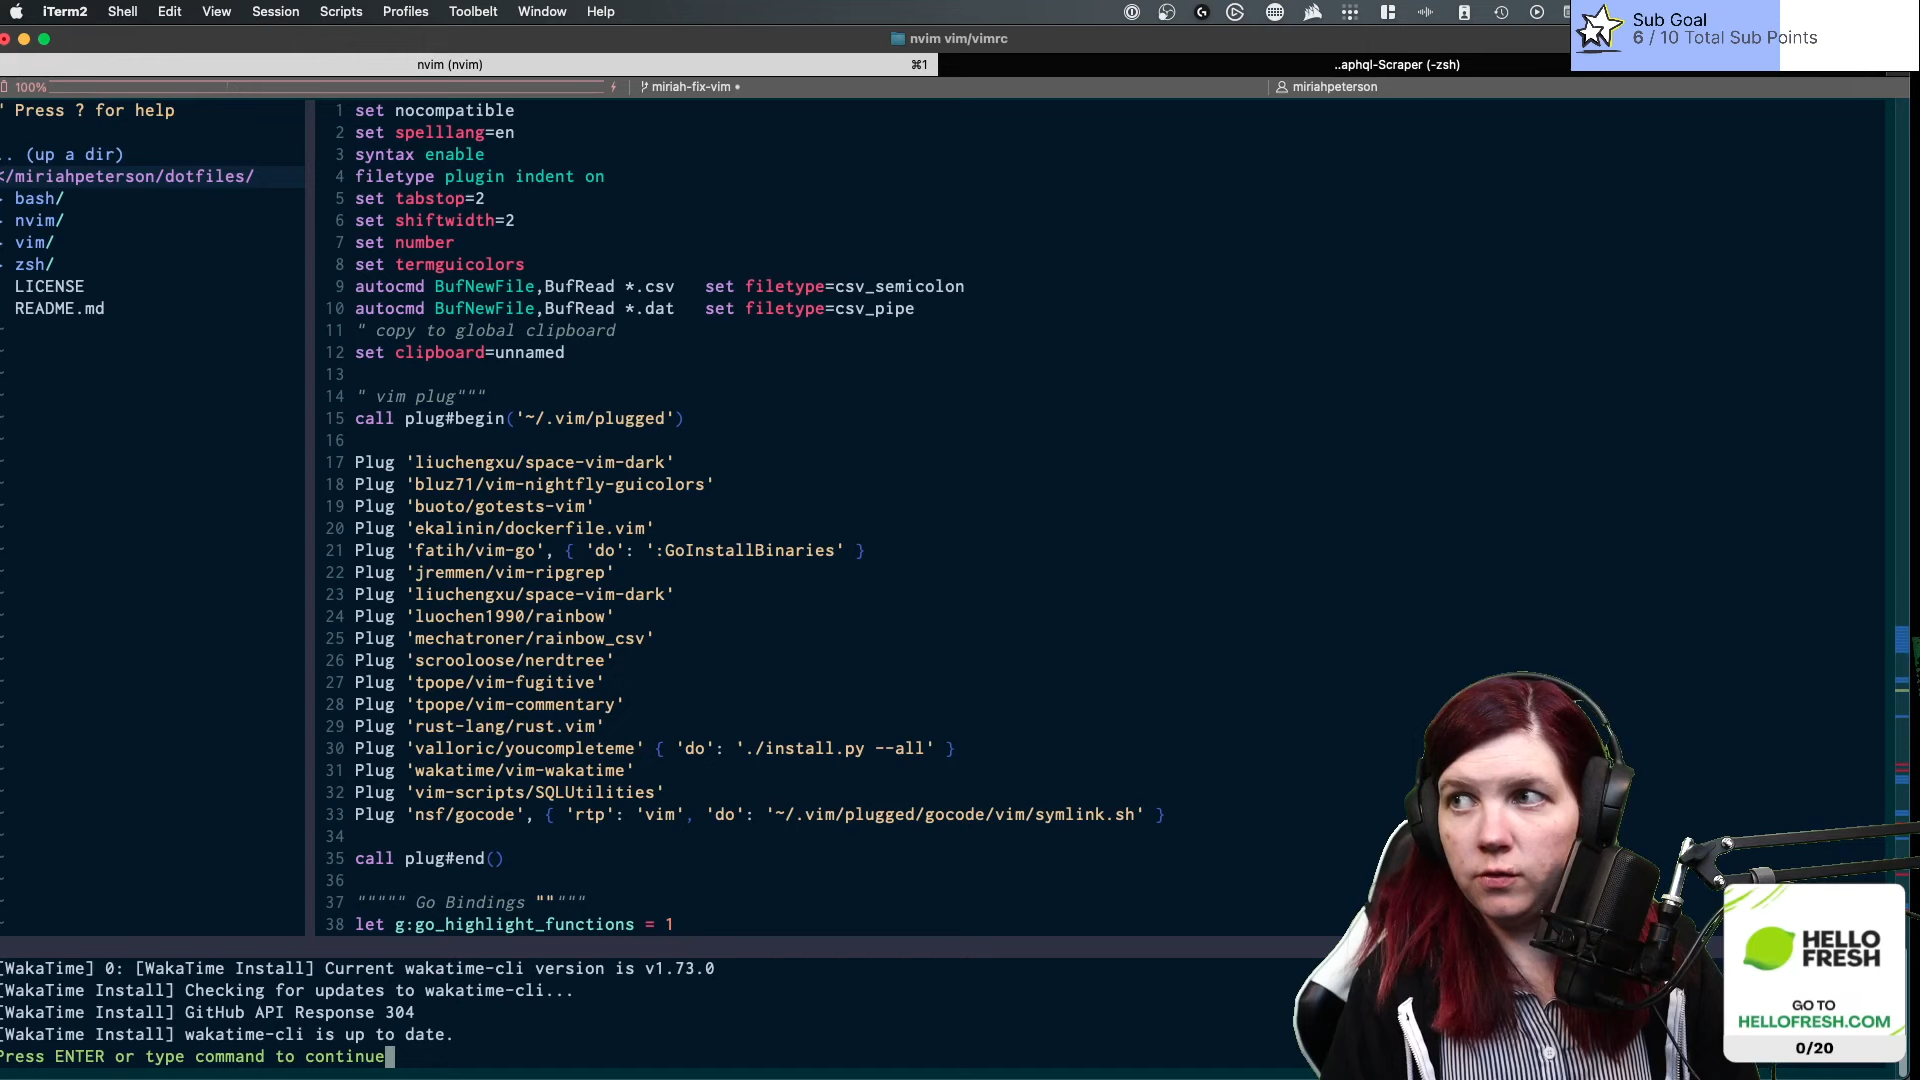 iTerm2 Shell Edit View Session Scripts Profiles Toolbelt Window Help
Sub Goal
6 / 10 Total Sub Points
nvim vim/vimrc
nvim (nvim) ⌘1 ..aphql-Scraper (-zsh)
100% miriah-fix-vim • miriahpeterson
" Press ? for help
.. (up a dir)
</miriahpeterson/dotfiles/
bash/
nvim/
vim/
zsh/
LICENSE
README.md
1 set nocompatible
2 set spelllang=en
3 syntax enable
4 filetype plugin indent on
5 set tabstop=2
6 set shiftwidth=2
7 set number
8 set termguicolors
9 autocmd BufNewFile,BufRead *.csv   set filetype=csv_semicolon
10 autocmd BufNewFile,BufRead *.dat   set filetype=csv_pipe
11 " copy to global clipboard
12 set clipboard=unnamed
13
14 " vim plug"""
15 call plug#begin('~/.vim/plugged')
16
17 Plug 'liuchengxu/space-vim-dark'
18 Plug 'bluz71/vim-nightfly-guicolors'
19 Plug 'buoto/gotests-vim'
20 Plug 'ekalinin/dockerfile.vim'
21 Plug 'fatih/vim-go', { 'do': ':GoInstallBinaries' }
22 Plug 'jremmen/vim-ripgrep'
23 Plug 'liuchengxu/space-vim-dark'
24 Plug 'luochen1990/rainbow'
25 Plug 'mechatroner/rainbow_csv'
26 Plug 'scrooloose/nerdtree'
27 Plug 'tpope/vim-fugitive'
28 Plug 'tpope/vim-commentary'
29 Plug 'rust-lang/rust.vim'
30 Plug 'valloric/youcompleteme' { 'do': './install.py --all' }
31 Plug 'wakatime/vim-wakatime'
32 Plug 'vim-scripts/SQLUtilities'
33 Plug 'nsf/gocode', { 'rtp': 'vim', 'do': '~/.vim/plugged/gocode/vim/symlink.sh' }
34
35 call plug#end()
36
37 """"" Go Bindings """""
38 let g:go_highlight_functions = 1
[WakaTime] 0: [WakaTime Install] Current wakatime-cli version is v1.73.0
[WakaTime Install] Checking for updates to wakatime-cli...
[WakaTime Install] GitHub API Response 304
[WakaTime Install] wakatime-cli is up to date.
Press ENTER or type command to continue
HELLO
FRESH
GO TO
HELLOFRESH.COM
0/20